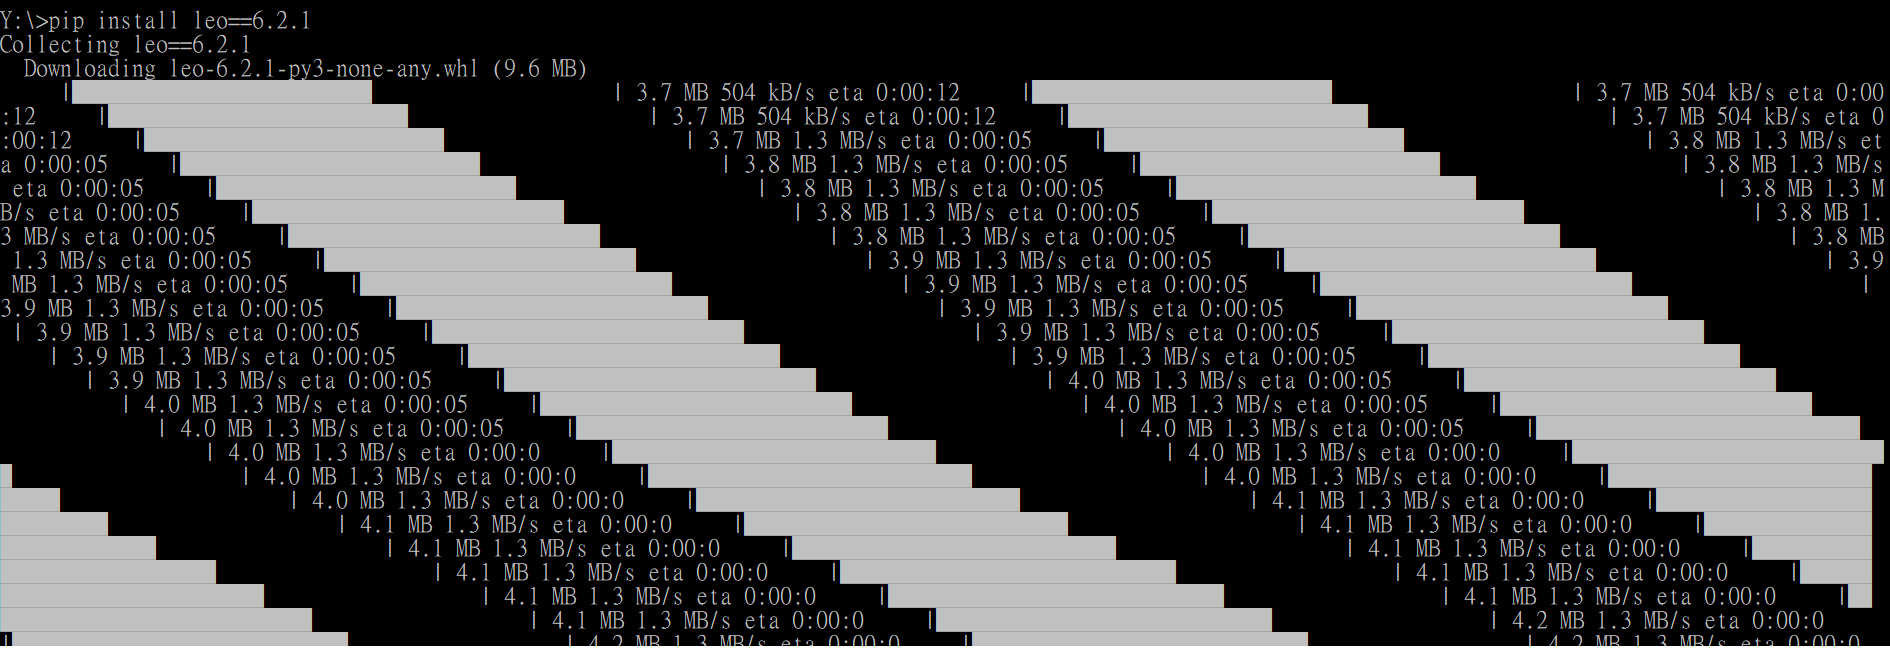 Y:\>pip install leo==6.2.1
Collecting leo==6.2.1
  Downloading leo-6.2.1-py3-none-any.whl (9.6 MB)
| | 3.7 MB 504 kB/s eta 0:00:12 | | 3.7 MB 504 kB/s eta 0:00
:12 | | 3.7 MB 504 kB/s eta 0:00:12 | | 3.7 MB 504 kB/s eta 0
:00:12 | | 3.7 MB 1.3 MB/s eta 0:00:05 | | 3.8 MB 1.3 MB/s et
a 0:00:05 | | 3.8 MB 1.3 MB/s eta 0:00:05 | | 3.8 MB 1.3 MB/s
 eta 0:00:05 | | 3.8 MB 1.3 MB/s eta 0:00:05 | | 3.8 MB 1.3 M
B/s eta 0:00:05 | | 3.8 MB 1.3 MB/s eta 0:00:05 | | 3.8 MB 1.
3 MB/s eta 0:00:05 | | 3.8 MB 1.3 MB/s eta 0:00:05 | | 3.8 MB
 1.3 MB/s eta 0:00:05 | | 3.9 MB 1.3 MB/s eta 0:00:05 | | 3.9
 MB 1.3 MB/s eta 0:00:05 | | 3.9 MB 1.3 MB/s eta 0:00:05 | |
3.9 MB 1.3 MB/s eta 0:00:05 | | 3.9 MB 1.3 MB/s eta 0:00:05 |
| 3.9 MB 1.3 MB/s eta 0:00:05 | | 3.9 MB 1.3 MB/s eta 0:00:05 |
| 3.9 MB 1.3 MB/s eta 0:00:05 | | 3.9 MB 1.3 MB/s eta 0:00:05 |
| 3.9 MB 1.3 MB/s eta 0:00:05 | | 4.0 MB 1.3 MB/s eta 0:00:05 |
| 4.0 MB 1.3 MB/s eta 0:00:05 | | 4.0 MB 1.3 MB/s eta 0:00:05 |
| 4.0 MB 1.3 MB/s eta 0:00:05 | | 4.0 MB 1.3 MB/s eta 0:00:05 |
| 4.0 MB 1.3 MB/s eta 0:00:0 | | 4.0 MB 1.3 MB/s eta 0:00:0 |
| 4.0 MB 1.3 MB/s eta 0:00:0 | | 4.0 MB 1.3 MB/s eta 0:00:0 |
| 4.0 MB 1.3 MB/s eta 0:00:0 | | 4.1 MB 1.3 MB/s eta 0:00:0 |
| 4.1 MB 1.3 MB/s eta 0:00:0 | | 4.1 MB 1.3 MB/s eta 0:00:0 |
| 4.1 MB 1.3 MB/s eta 0:00:0 | | 4.1 MB 1.3 MB/s eta 0:00:0 |
| 4.1 MB 1.3 MB/s eta 0:00:0 | | 4.1 MB 1.3 MB/s eta 0:00:0 |
| 4.1 MB 1.3 MB/s eta 0:00:0 | | 4.1 MB 1.3 MB/s eta 0:00:0 |
| 4.1 MB 1.3 MB/s eta 0:00:0 | | 4.2 MB 1.3 MB/s eta 0:00:0
| | 4.2 MB 1.3 MB/s eta 0:00:0 | | 4.2 MB 1.3 MB/s eta 0:00:0